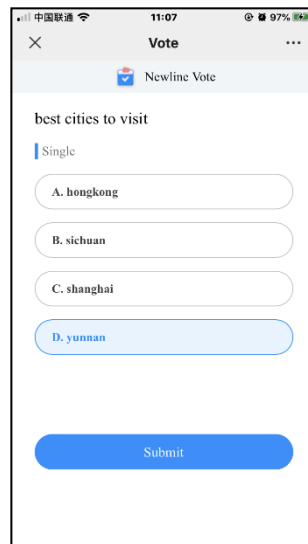 中国联通 11:07 97%
Vote
Newline Vote
best cities to visit
Single
A. hongkong
B. sichuan
C. shanghai
D. yunnan
Submit